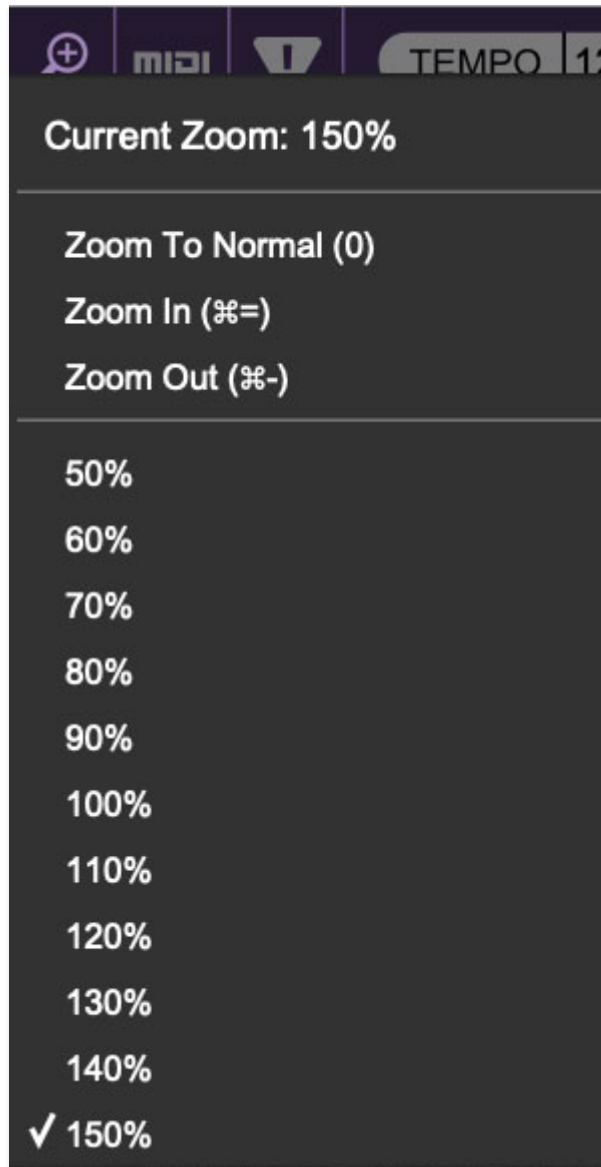 MIDI ! TEMPO 12
Current Zoom: 150%
Zoom To Normal (0)
Zoom In (⌘=)
Zoom Out (⌘-)
50%
60%
70%
80%
90%
100%
110%
120%
130%
140%
✓ 150%